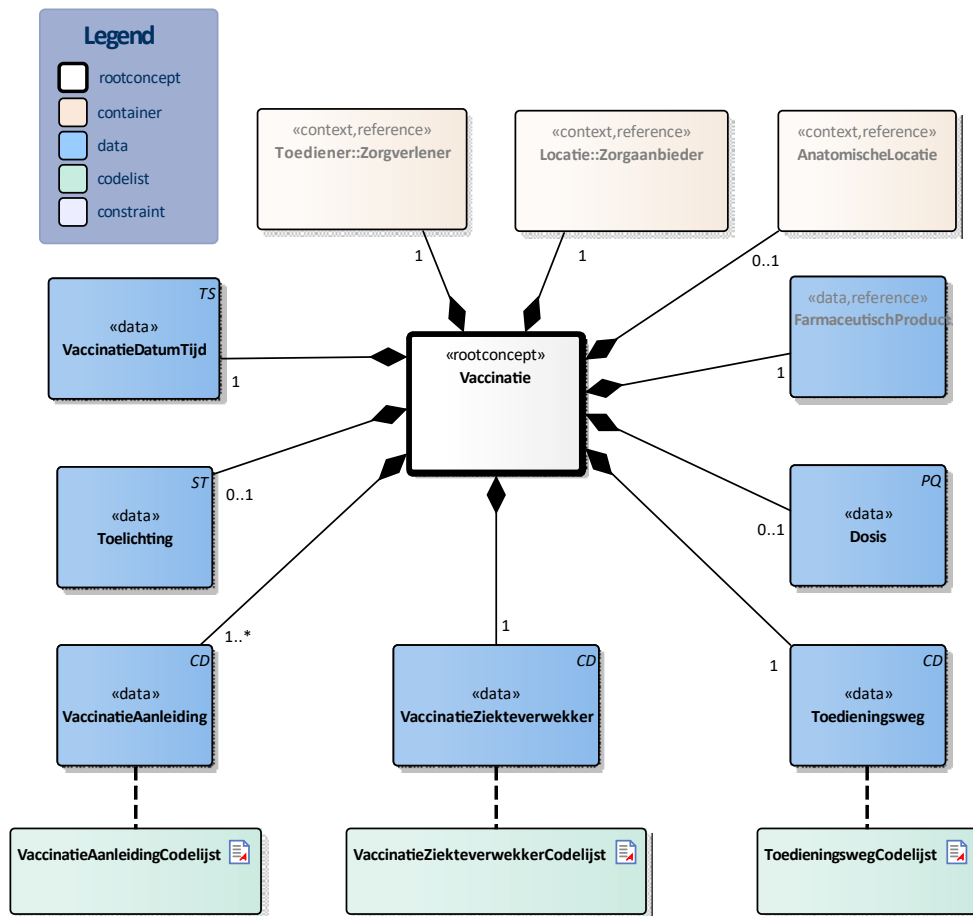 Legend
rootconcept
container
data
codelist
constraint
«context,reference»
Toediener::Zorgverlener
«context,reference»
Locatie::Zorgaanbieder
«context,reference»
AnatomischeLocatie
1
1
0..1
TS
«data»
VaccinatieDatumTijd
1
«rootconcept»
Vaccinatie
«data,reference»
FarmaceutischProduct
1
ST
«data»
Toelichting
0..1
PQ
«data»
Dosis
0..1
1..*
1
1
CD
«data»
VaccinatieAanleiding
CD
«data»
VaccinatieZiekteverwekker
CD
«data»
Toedieningsweg
VaccinatieAanleidingCodelijst
VaccinatieZiekteverwekkerCodelijst
ToedieningswegCodelijst